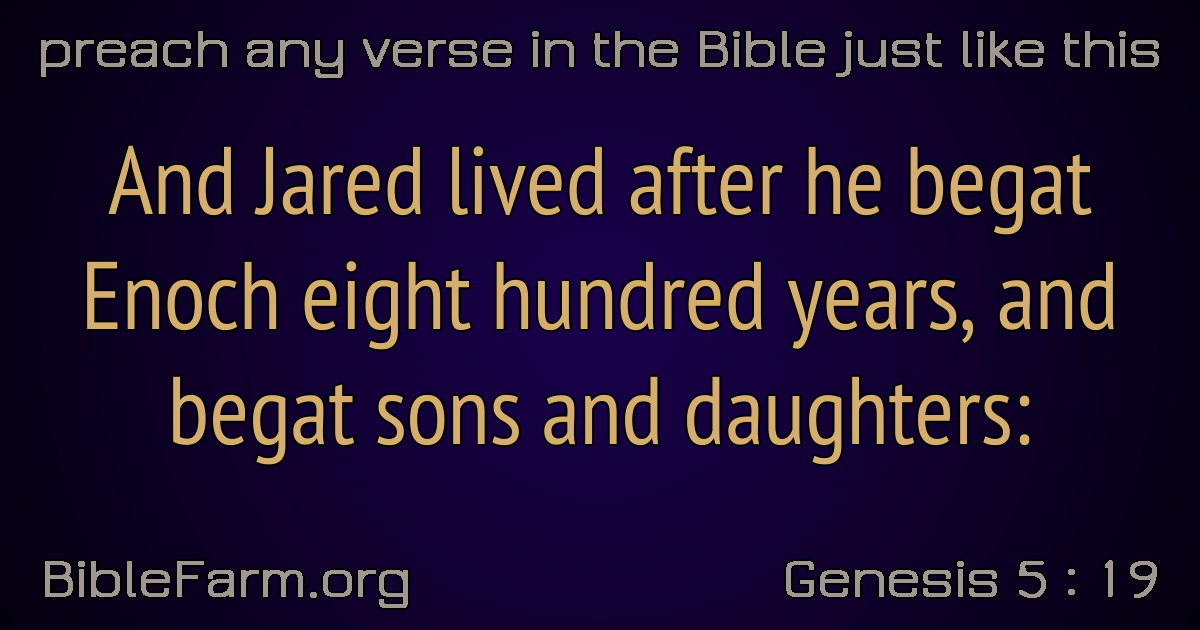 preach any verse in the Bible just like this
And Jared lived after he begat
Enoch eight hundred years, and
begat sons and daughters:
BibleFarm.org
Genesis 5 : 19